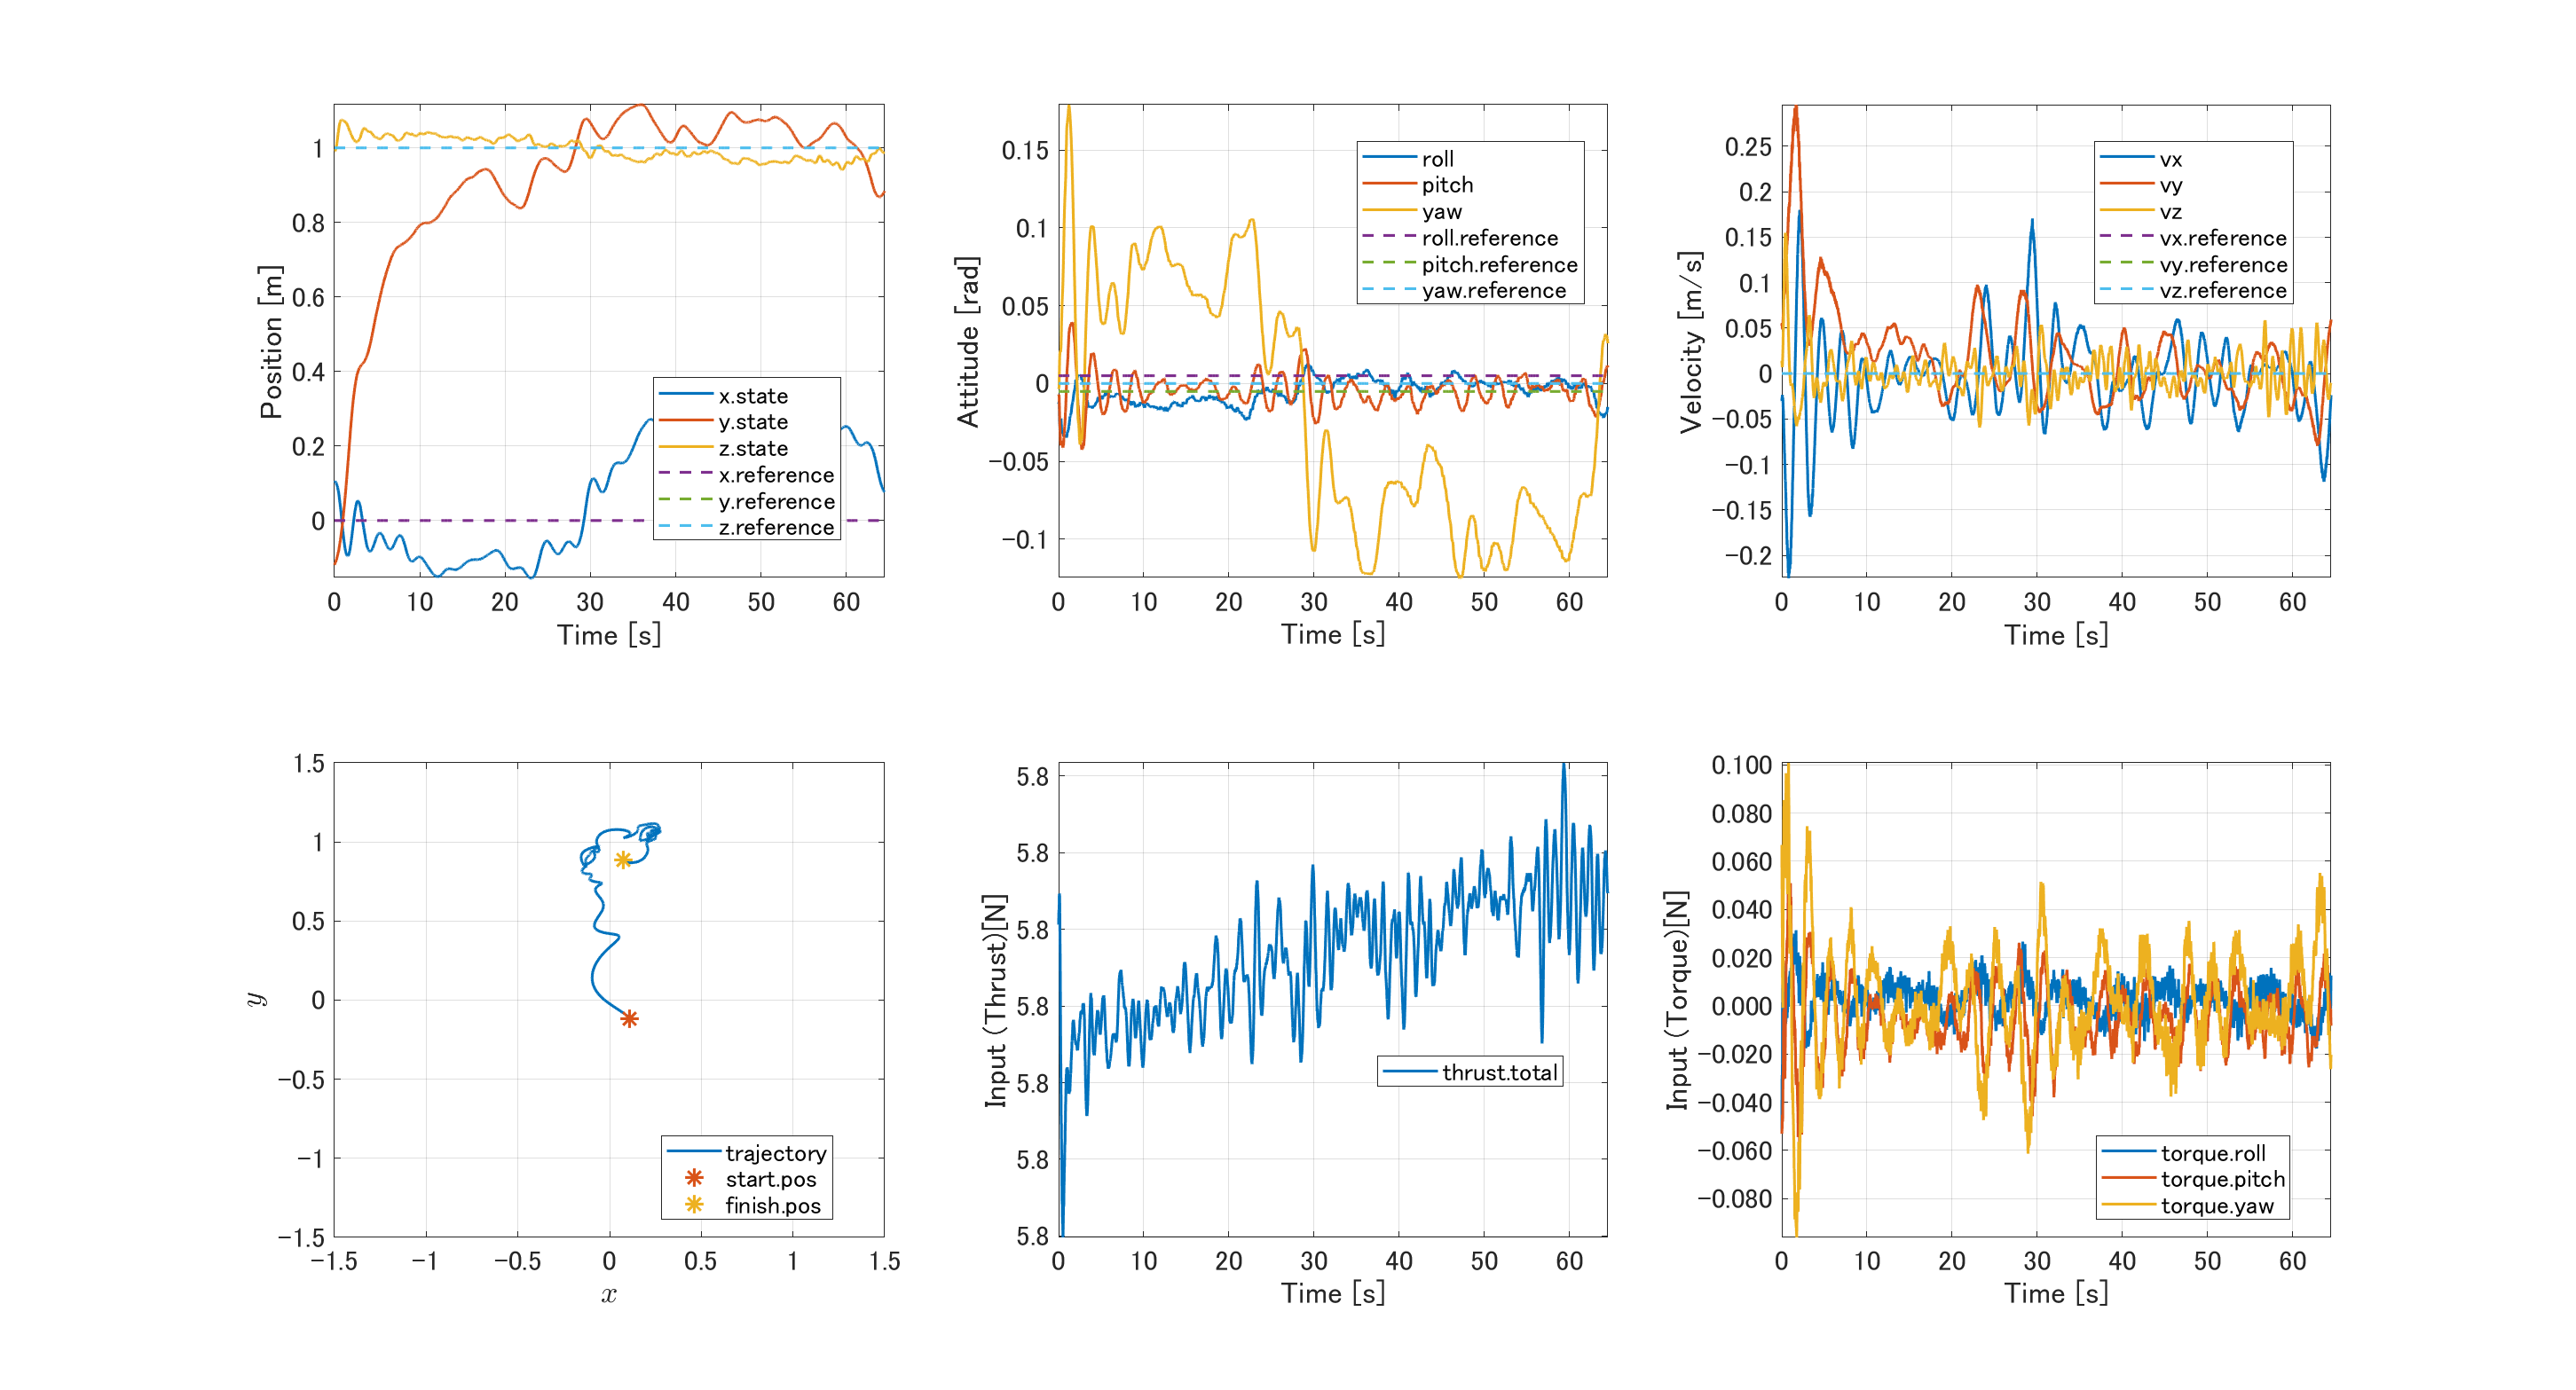 1
0.8
0.6
0.4
0.2
0
Position [m]
0 10 20 30 40 50 60
Time [s]
x.state
y.state
z.state
x.reference
y.reference
z.reference
0.15
0.1
0.05
0
−0.05
−0.1
Attitude [rad]
0 10 20 30 40 50 60
Time [s]
roll
pitch
yaw
roll.reference
pitch.reference
yaw.reference
0.25
0.2
0.15
0.1
0.05
0
−0.05
−0.1
−0.15
−0.2
Velocity [m/s]
0 10 20 30 40 50 60
Time [s]
vx
vy
vz
vx.reference
vy.reference
vz.reference
1.5
1
0.5
0
−0.5
−1
−1.5
y
−1.5 −1 −0.5 0 0.5 1 1.5
x
trajectory
start.pos
finish.pos
5.8
5.8
5.8
5.8
5.8
5.8
5.8
Input (Thrust)[N]
0 10 20 30 40 50 60
Time [s]
thrust.total
0.100
0.080
0.060
0.040
0.020
0.000
−0.020
−0.040
−0.060
−0.080
Input (Torque)[N]
0 10 20 30 40 50 60
Time [s]
torque.roll
torque.pitch
torque.yaw